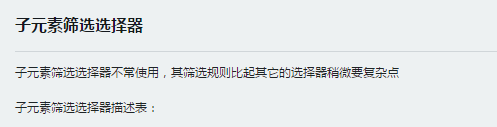 子元素筛选选择器
子元素筛选选择器不常使用，其筛选规则比起其它的选择器稍微要复杂点
子元素筛选选择器描述表：